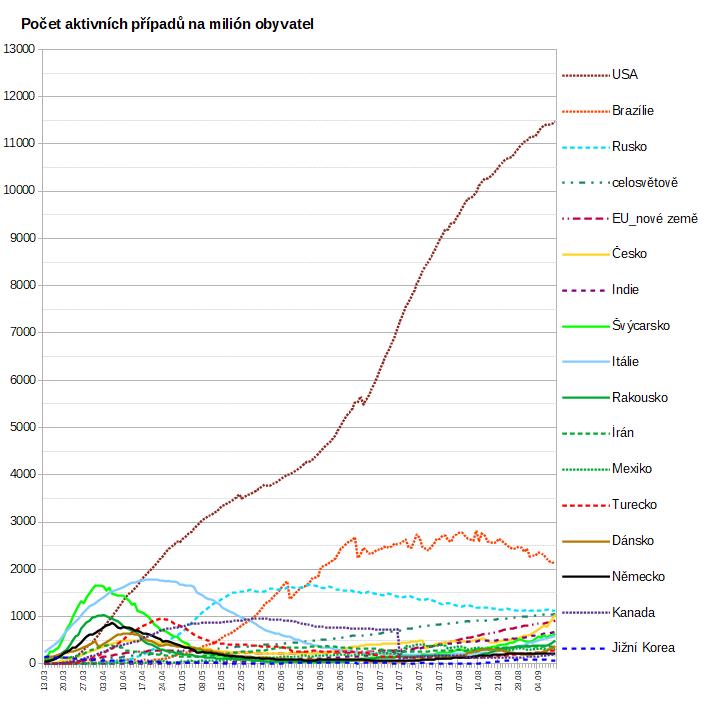 Počet aktivních případů na milión obyvatel
13000
12000
11000
10000
9000
8000
7000
6000
5000
4000
3000
2000
1000
0
13.03
20.03
27.03
03.04
10.04
17.04
24.04
01.05
08.05
15.05
22.05
29.05
05.06
12.06
19.06
26.06
03.07
10.07
17.07
24.07
31.07
07.08
14.08
21.08
28.08
04.09
USA
Brazílie
Rusko
celosvětově
EU_nové země
Česko
Indie
Švýcarsko
Itálie
Rakousko
Írán
Mexiko
Turecko
Dánsko
Německo
Kanada
Jižní Korea